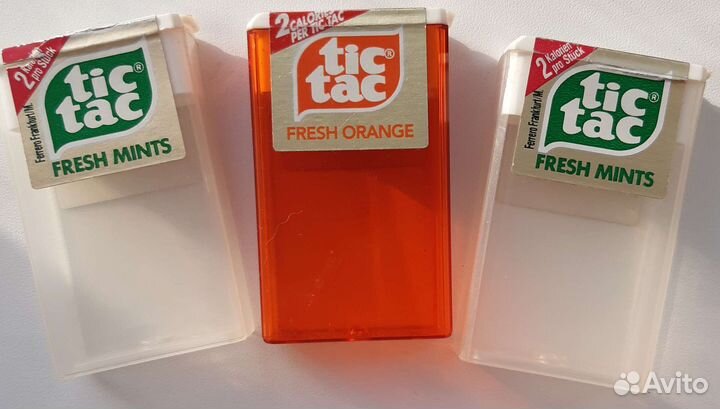 2 Kalorien
pro Stück
tic
tac
®
FRESH MINTS
Ferrero Frankfurt/M.
2 CALORIES
PER TIC TAC
tic
tac
®
FRESH ORANGE
2 Kalorien
pro Stück
tic
tac
®
FRESH MINTS
Ferrero Frankfurt/M.
Avito